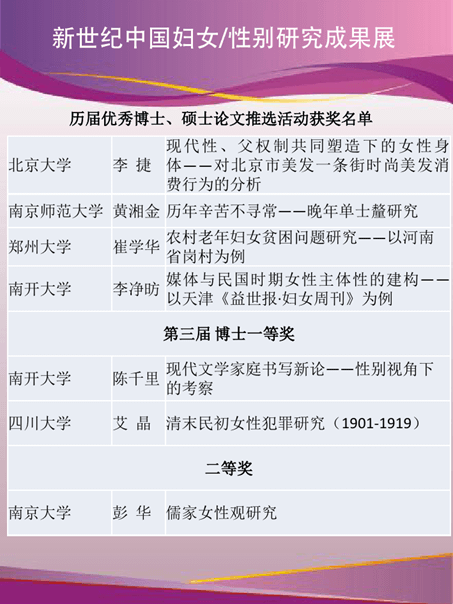 新世纪中国妇女/性别研究成果展
历届优秀博士、硕士论文推选活动获奖名单
北京大学 李 捷 现代性、父权制共同塑造下的女性身
体——对北京市美发一条街时尚美发消
费行为的分析
南京师范大学 黄湘金 历年辛苦不寻常——晚年单士釐研究
郑州大学 崔学华 农村老年妇女贫困问题研究——以河南
省岗村为例
南开大学 李净昉 媒体与民国时期女性主体性的建构——
以天津《益世报·妇女周刊》为例
第三届 博士一等奖
南开大学 陈千里 现代文学家庭书写新论——性别视角下
的考察
四川大学 艾 晶 清末民初女性犯罪研究（1901-1919）
二等奖
南京大学 彭 华 儒家女性观研究